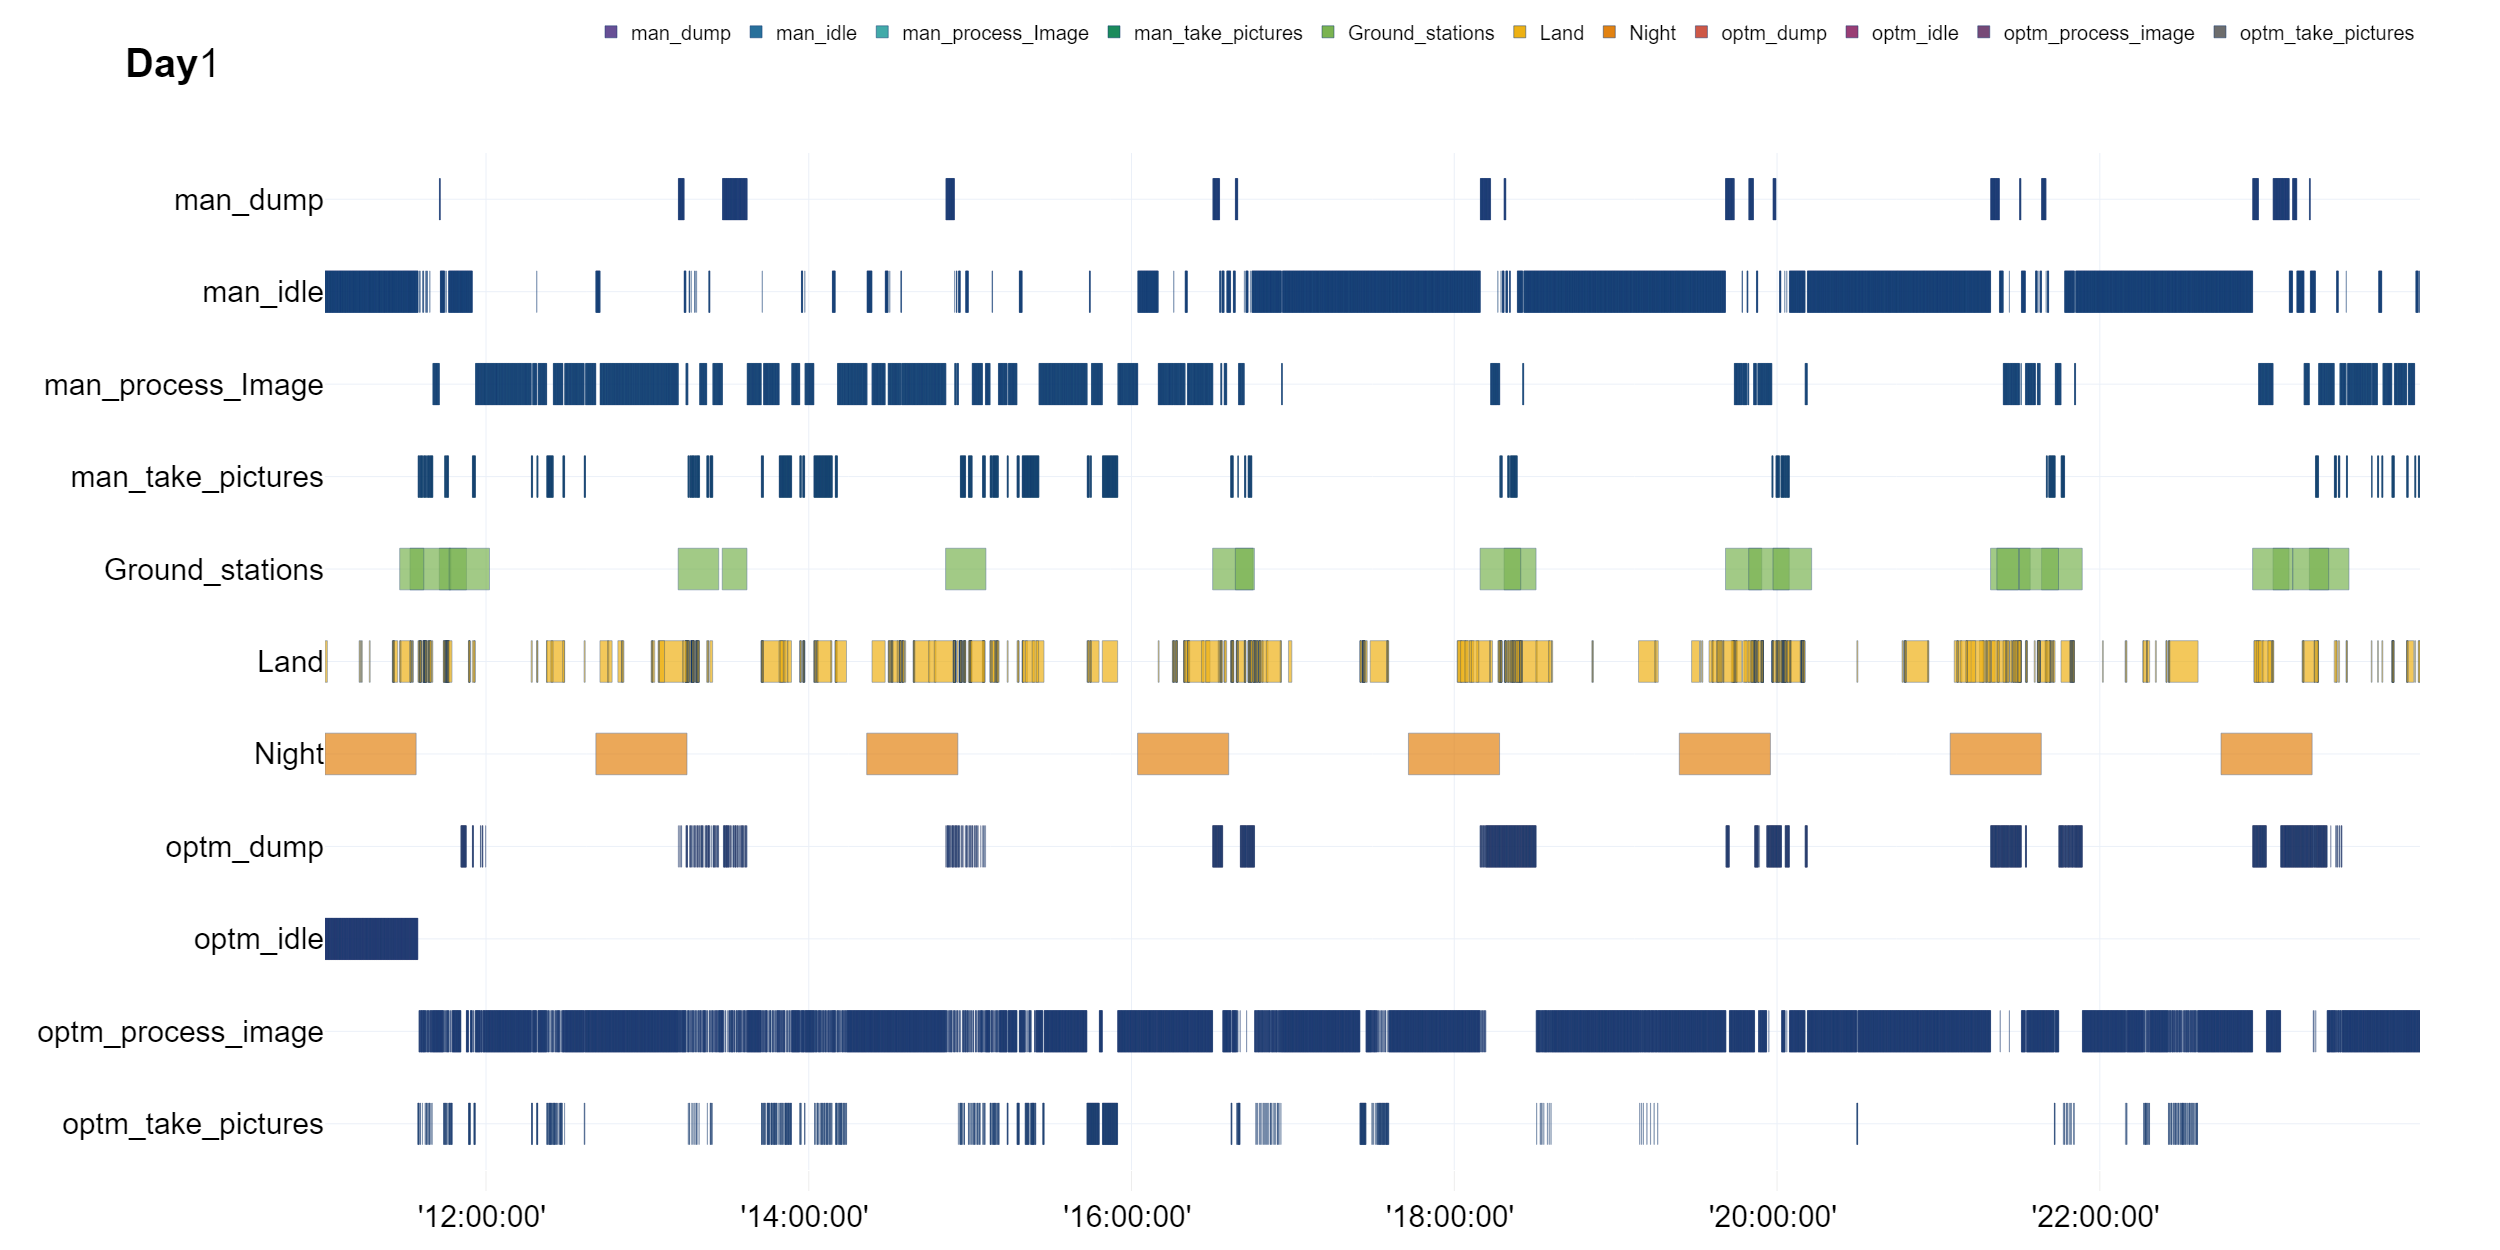 man_dump man_idle man_process_Image man_take_pictures Ground_stations Land Night optm_dump optm_idle optm_process_image optm_take_pictures
Day1
man_dump
man_idle
man_process_Image
man_take_pictures
Ground_stations
Land
Night
optm_dump
optm_idle
optm_process_image
optm_take_pictures
'12:00:00' '14:00:00' '16:00:00' '18:00:00' '20:00:00' '22:00:00'